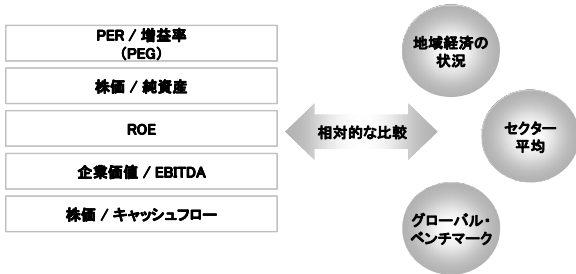 PER / 増益率
(PEG)
株価 / 純資産
ROE
企業価値 / EBITDA
株価 / キャッシュフロー
相対的な比較
地域経済の
状況
セクター
平均
グローバル・
ベンチマーク